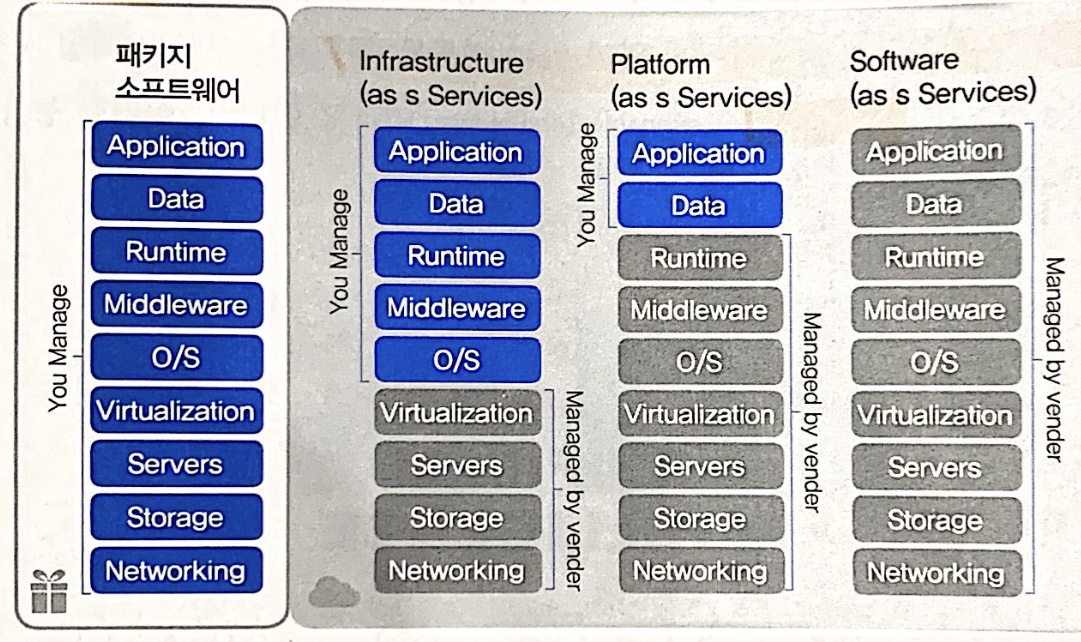 패키지
소프트웨어
You Manage
Application
Data
Runtime
Middleware
O/S
Virtualization
Servers
Storage
Networking
Infrastructure
(as s Services)
You Manage
Application
Data
Runtime
Middleware
O/S
Virtualization
Servers
Storage
Networking
Managed by vender
Platform
(as s Services)
You Manage
Application
Data
Runtime
Middleware
O/S
Virtualization
Servers
Storage
Networking
Managed by vender
Software
(as s Services)
Application
Data
Runtime
Middleware
O/S
Virtualization
Servers
Storage
Networking
Managed by vender